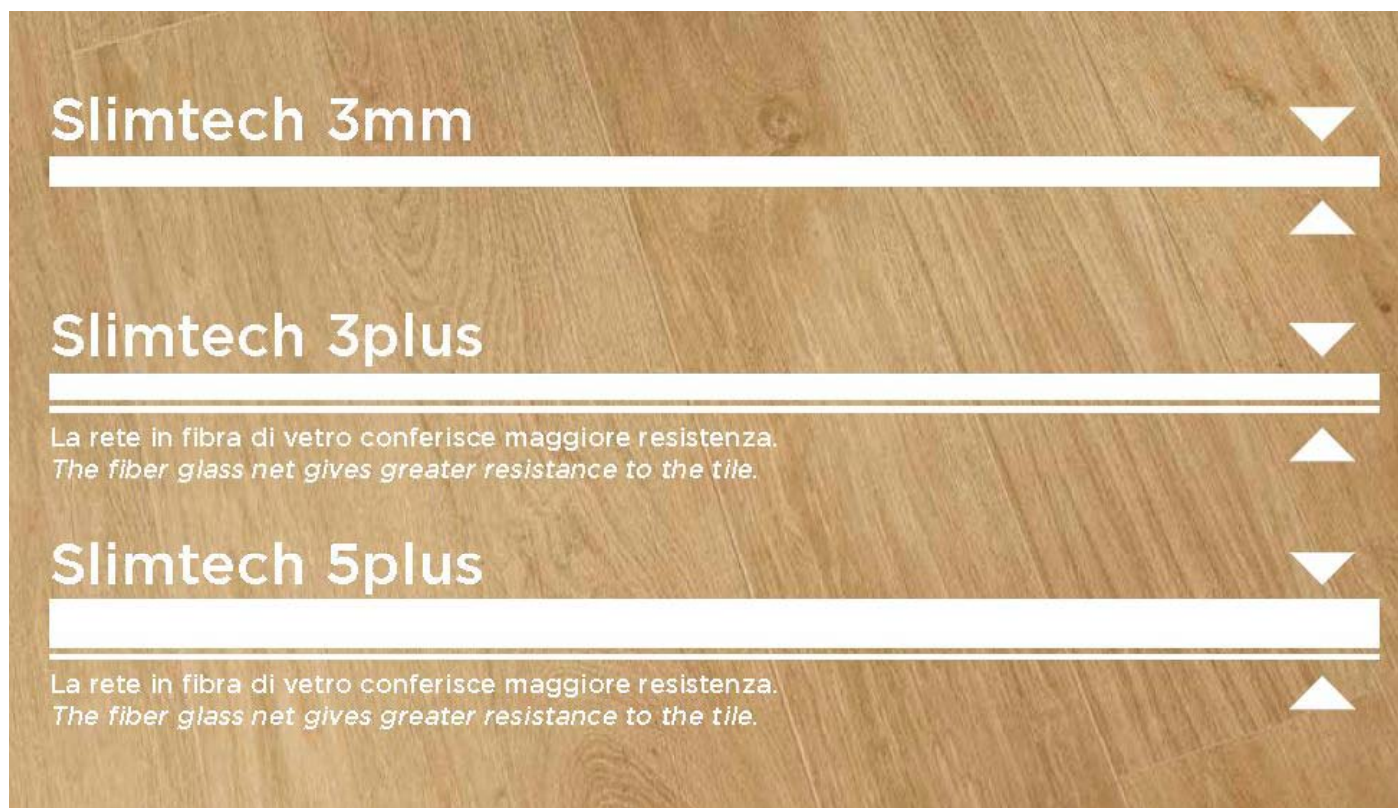 Slimtech 3mm
Slimtech 3plus
La rete in fibra di vetro conferisce maggiore resistenza.
The fiber glass net gives greater resistance to the tile.
Slimtech 5plus
La rete in fibra di vetro conferisce maggiore resistenza.
The fiber glass net gives greater resistance to the tile.